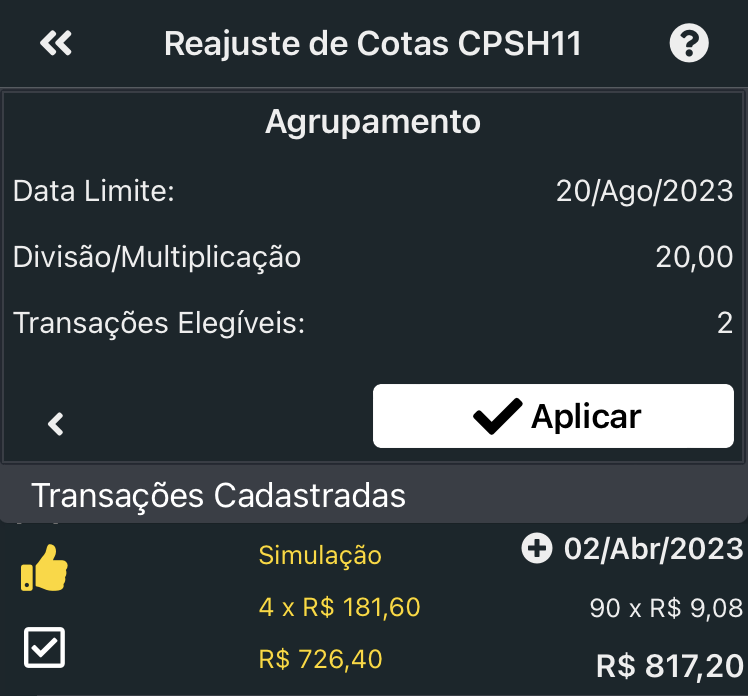 Reajuste de Cotas CPSH11
Agrupamento
Data Limite: 20/Ago/2023
Divisão/Multiplicação 20,00
Transações Elegíveis: 2
Aplicar
Transações Cadastradas
Simulação 02/Abr/2023
4 x R$ 181,60 90 x R$ 9,08
R$ 726,40 R$ 817,20